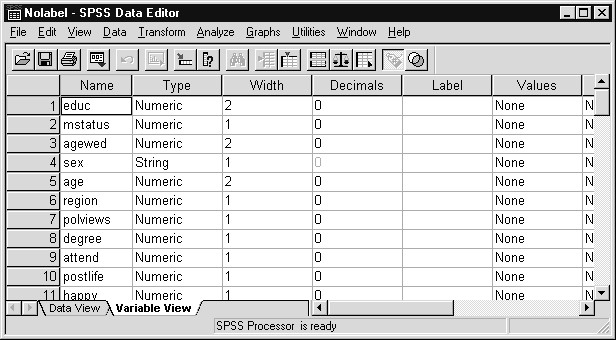 Nolabel - SPSS Data Editor
File Edit View Data Transform Analyze Graphs Utilities Window Help
Name Type Width Decimals Label Values
1 educ Numeric 2 0 None N
2 mstatus Numeric 1 0 None N
3 agewed Numeric 2 0 None N
4 sex String 1 0 None N
5 age Numeric 2 0 None N
6 region Numeric 1 0 None N
7 polviews Numeric 1 0 None N
8 degree Numeric 1 0 None N
9 attend Numeric 1 0 None N
10 postlife Numeric 1 0 None N
11 happy Numeric 1 0 None N
Data View Variable View
SPSS Processor is ready